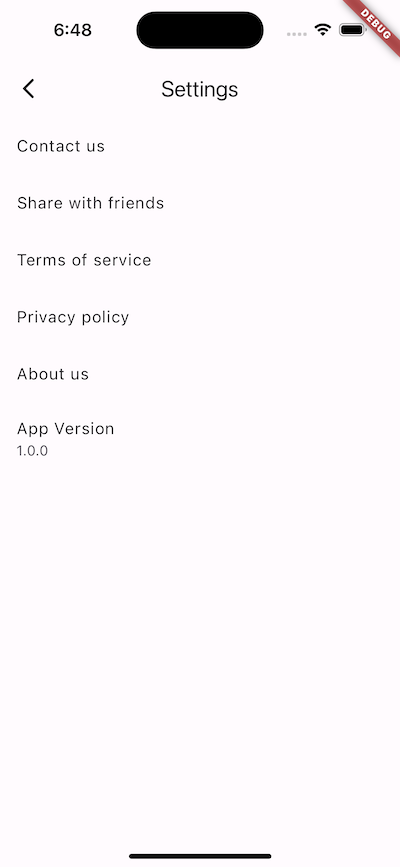 6:48
DEBUG
Settings
Contact us
Share with friends
Terms of service
Privacy policy
About us
App Version
1.0.0